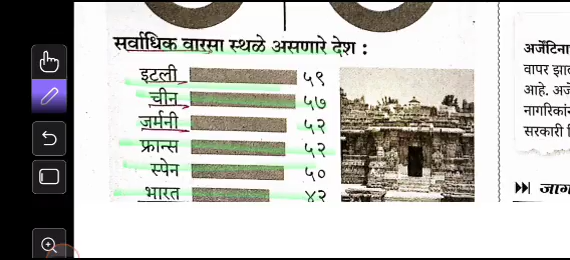 सर्वाधिक वारसा स्थळे असणारे देश :
इटली ५९
चीन ५७
जर्मनी ५२
फ्रान्स ५२
स्पेन ५०
भारत ४२
अर्जेंटिना
वापर झाल
आहे. अर्जे
नागरिकांन
सरकारी
जाग